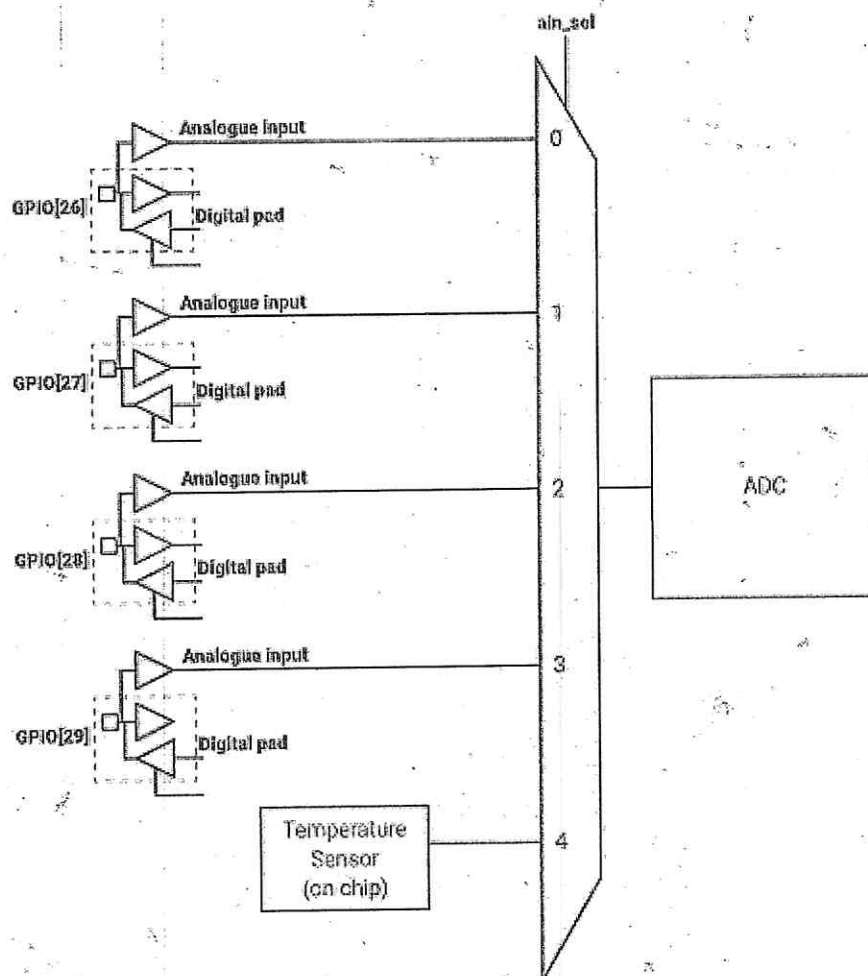 ain_sel
Analogue input
0
GPIO[26]
Digital pad
Analogue input
1
GPIO[27]
Digital pad
Analogue input
2
ADC
GPIO[28]
Digital pad
Analogue input
3
GPIO[29]
Digital pad
Temperature
Sensor
(on chip)
4